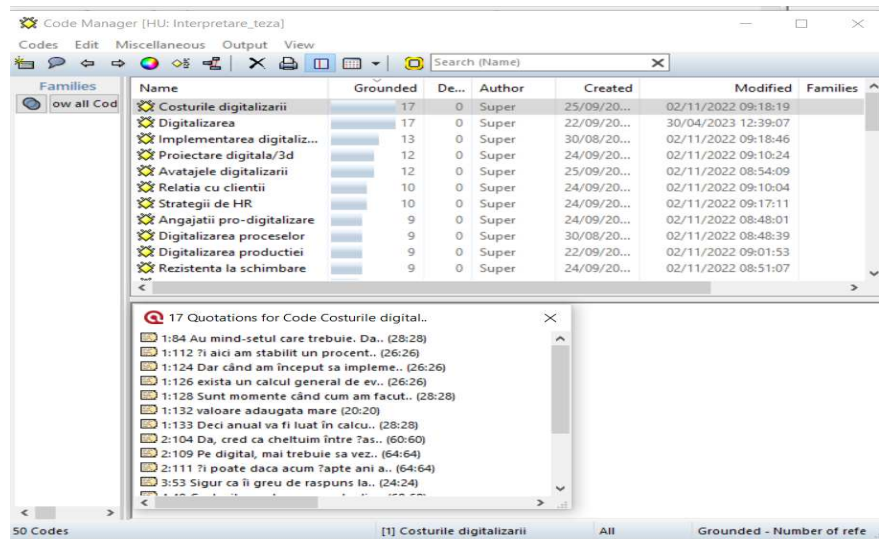 Code Manager [HU: Interpretare_teza]
Codes Edit Miscellaneous Output View
Search (Name)
Families
ow all Cod
Name Grounded De... Author Created Modified Families
Costurile digitalizarii 17 0 Super 25/09/20... 02/11/2022 09:18:19
Digitalizarea 17 0 Super 22/09/20... 30/04/2023 12:39:07
Implementarea digitaliz... 13 0 Super 30/08/20... 02/11/2022 09:18:46
Proiectare digitala/3d 12 0 Super 24/09/20... 02/11/2022 09:10:24
Avatajele digitalizarii 12 0 Super 25/09/20... 02/11/2022 08:54:09
Relatia cu clientii 10 0 Super 24/09/20... 02/11/2022 09:10:04
Strategii de HR 10 0 Super 24/09/20... 02/11/2022 09:17:11
Angajatii pro-digitalizare 9 0 Super 24/09/20... 02/11/2022 08:48:01
Digitalizarea proceselor 9 0 Super 30/08/20... 02/11/2022 08:48:39
Digitalizarea productiei 9 0 Super 22/09/20... 02/11/2022 09:01:53
Rezistenta la schimbare 9 0 Super 24/09/20... 02/11/2022 08:51:07
17 Quotations for Code Costurile digital..
1:84 Au mind-setul care trebuie. Da.. (28:28)
1:112 ?i aici am stabilit un procent.. (26:26)
1:124 Dar când am început sa impleme.. (26:26)
1:126 exista un calcul general de ev.. (26:26)
1:128 Sunt momente când cum am facut.. (28:28)
1:132 valoare adaugata mare (20:20)
1:133 Deci anual va fi luat în calcu.. (28:28)
2:104 Da, cred ca cheltuim între ?as.. (60:60)
2:109 Pe digital, mai trebuie sa vez.. (64:64)
2:111 ?i poate daca acum ?apte ani a.. (64:64)
3:53 Sigur ca îi greu de raspuns la.. (24:24)
50 Codes [1] Costurile digitalizarii All Grounded - Number of refe